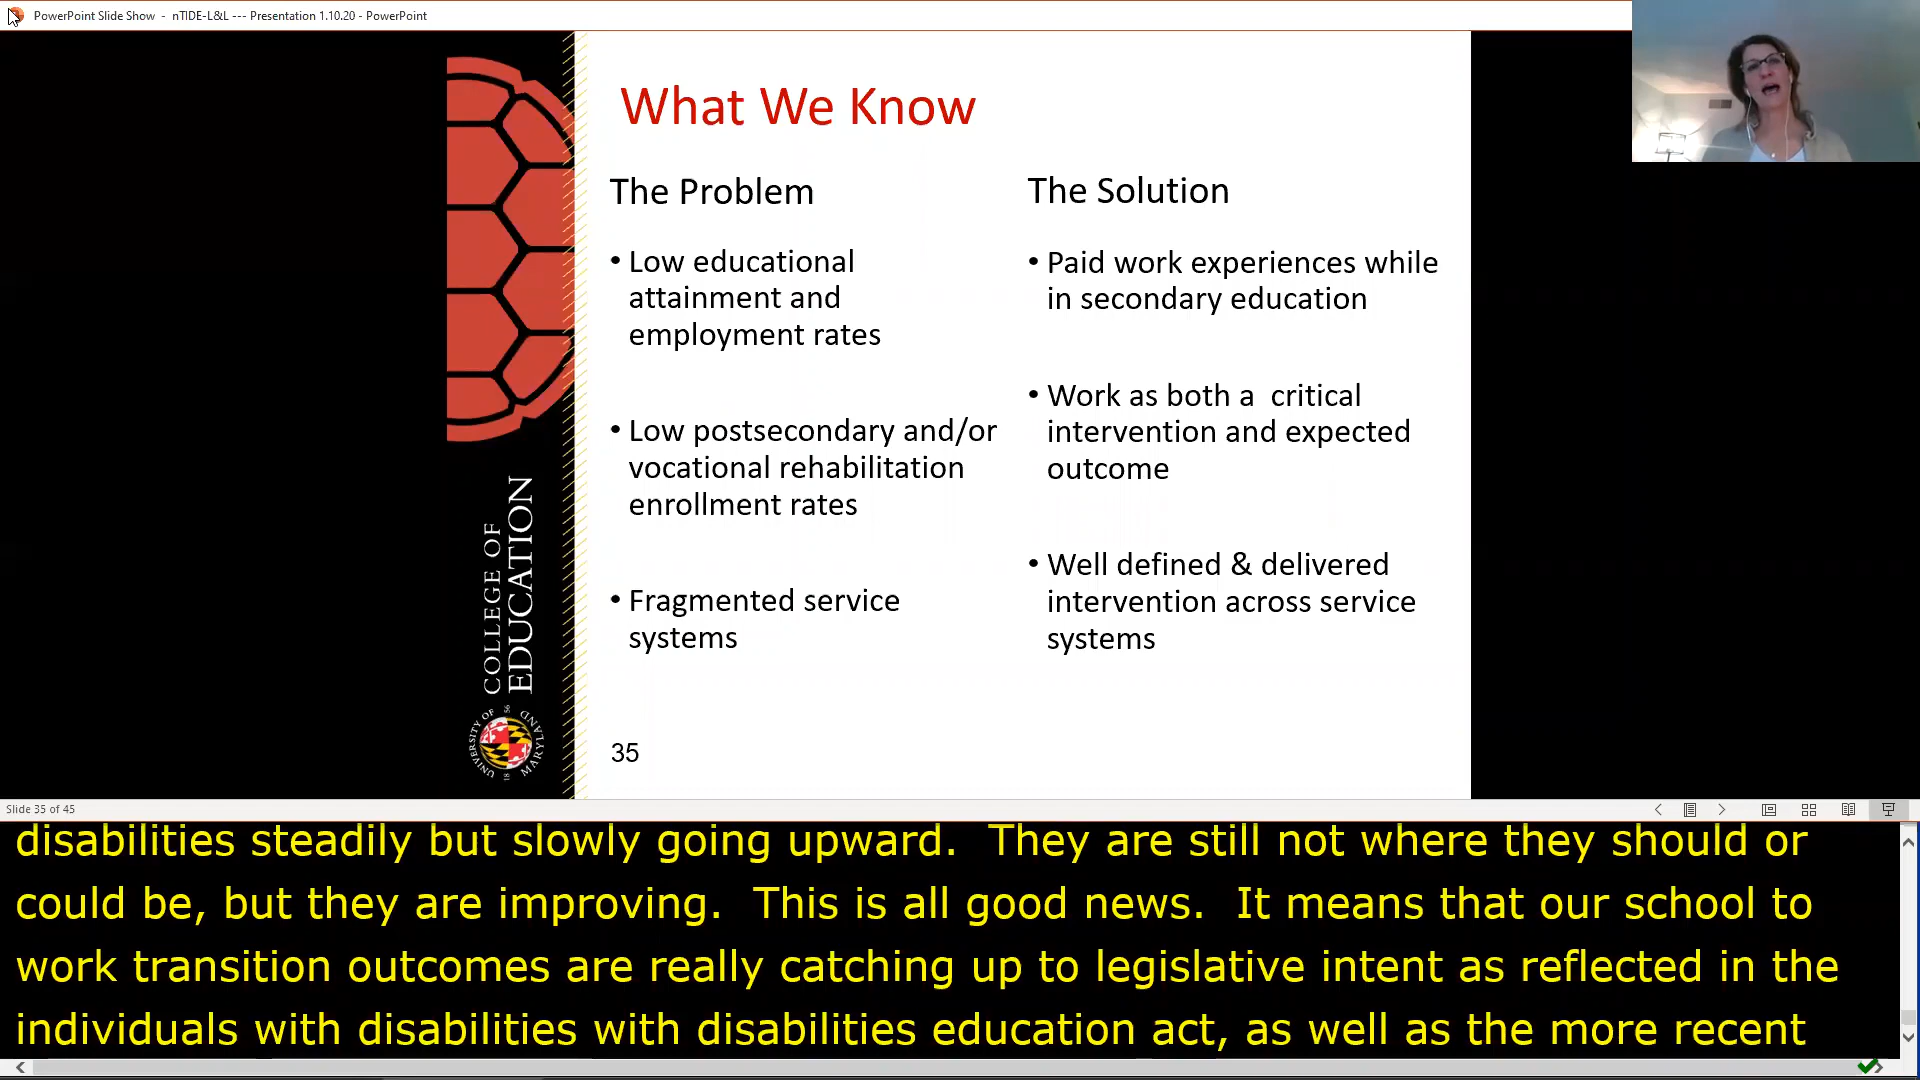 PowerPoint Slide Show - nTIDE-L&L --- Presentation 1.10.20 - PowerPoint
What We Know
The Problem
• Low educational
attainment and
employment rates
• Low postsecondary and/or
vocational rehabilitation
enrollment rates
• Fragmented service
systems
The Solution
• Paid work experiences while
in secondary education
• Work as both a critical
intervention and expected
outcome
• Well defined & delivered
intervention across service
systems
35
COLLEGE OF
EDUCATION
UNIVERSITY OF
MARYLAND
18 56
Slide 35 of 45
disabilities steadily but slowly going upward. They are still not where they should or
could be, but they are improving. This is all good news. It means that our school to
work transition outcomes are really catching up to legislative intent as reflected in the
individuals with disabilities with disabilities education act, as well as the more recent